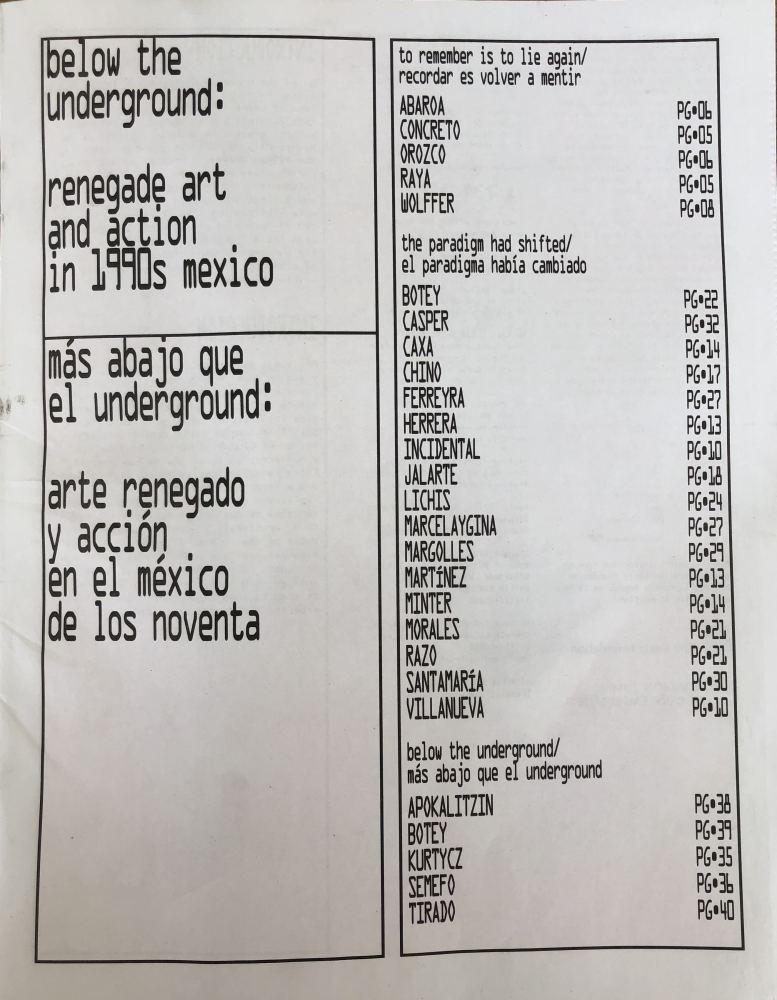 below the
underground:
renegade art
and action
in 1990s mexico
más abajo que
el underground:
arte renegado
y acción
en el méxico
de los noventa
to remember is to lie again/
recordar es volver a mentir
ABAROA PG•06
CONCRETO PG•05
OROZCO PG•06
RAYA PG•05
WOLFFER PG•08
the paradigm had shifted/
el paradigma había cambiado
BOTEY PG•22
CASPER PG•32
CAXA PG•14
CHINO PG•17
FERREYRA PG•27
HERRERA PG•13
INCIDENTAL PG•10
JALARTE PG•18
LICHIS PG•24
MARCELAYGINA PG•27
MARGOLLES PG•29
MARTíNEZ PG•13
MINTER PG•14
MORALES PG•21
RAZO PG•21
SANTAMARíA PG•30
VILLANUEVA PG•10
below the underground/
más abajo que el underground
APOKALITZIN PG•38
BOTEY PG•39
KURTYCZ PG•35
SEMEFO PG•36
TIRADO PG•40